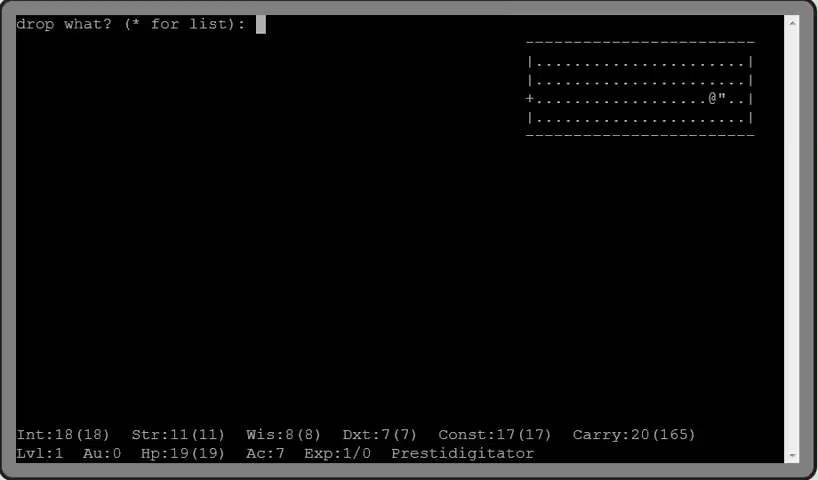 drop what? (* for list):
------------------------
|......................|
|......................|
+..................@"..|
|......................|
------------------------
Int:18(18)  Str:11(11)  Wis:8(8)  Dxt:7(7)  Const:17(17)  Carry:20(165)
Lvl:1  Au:0  Hp:19(19)  Ac:7  Exp:1/0  Prestidigitator